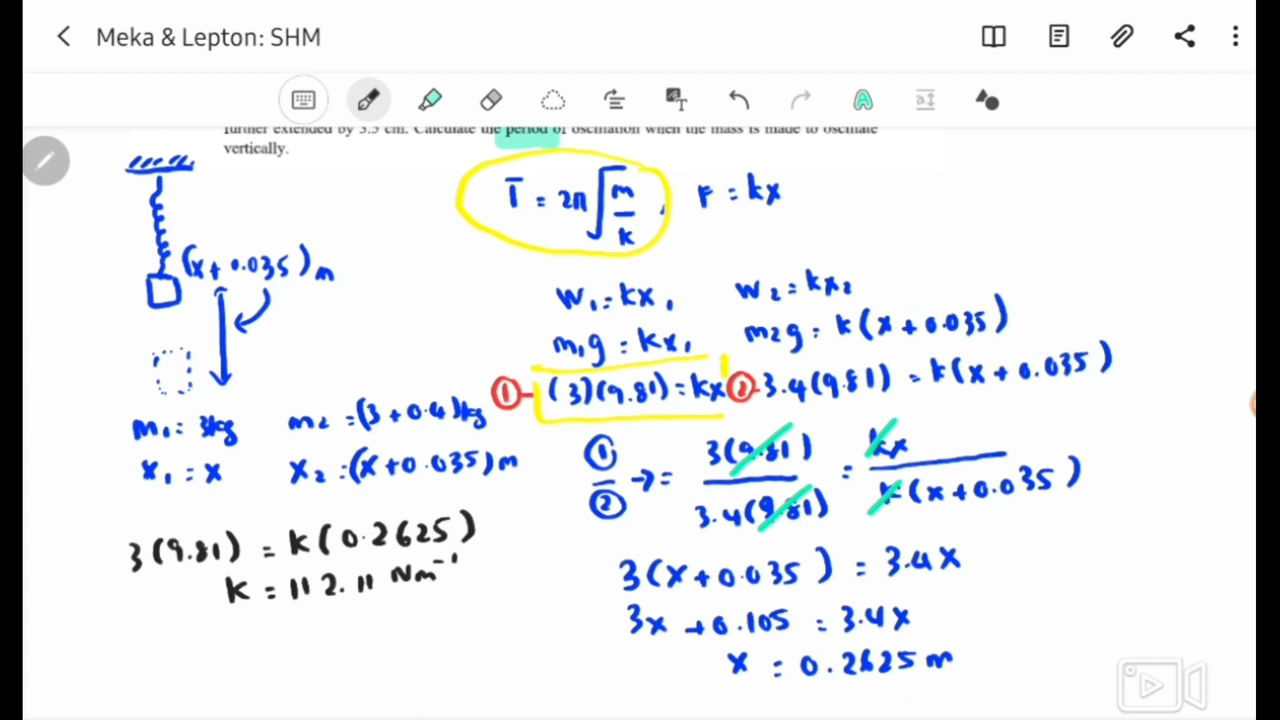 Meka & Lepton: SHM
further extended by 3.5 cm. Calculate the period of oscillation when the mass is made to oscillate
vertically.
T = 2π√(m/k), F = kx
(x + 0.035) m
W₁ = kx₁
W₂ = kx₂
m₁g = kx₁
m₂g = k(x + 0.035)
① (3)(9.81) = kx
② 3.4(9.81) = k(x + 0.035)
m₁ = 3kg
m₂ = (3 + 0.4)kg
x₁ = x
x₂ = (x + 0.035) m
①/② → = 3(9.81)/3.4(9.81) = kx/k(x + 0.035)
3(9.81) = k(0.2625)
k = 112.11 Nm⁻¹
3(x + 0.035) = 3.4x
3x + 0.105 = 3.4x
x = 0.2625 m